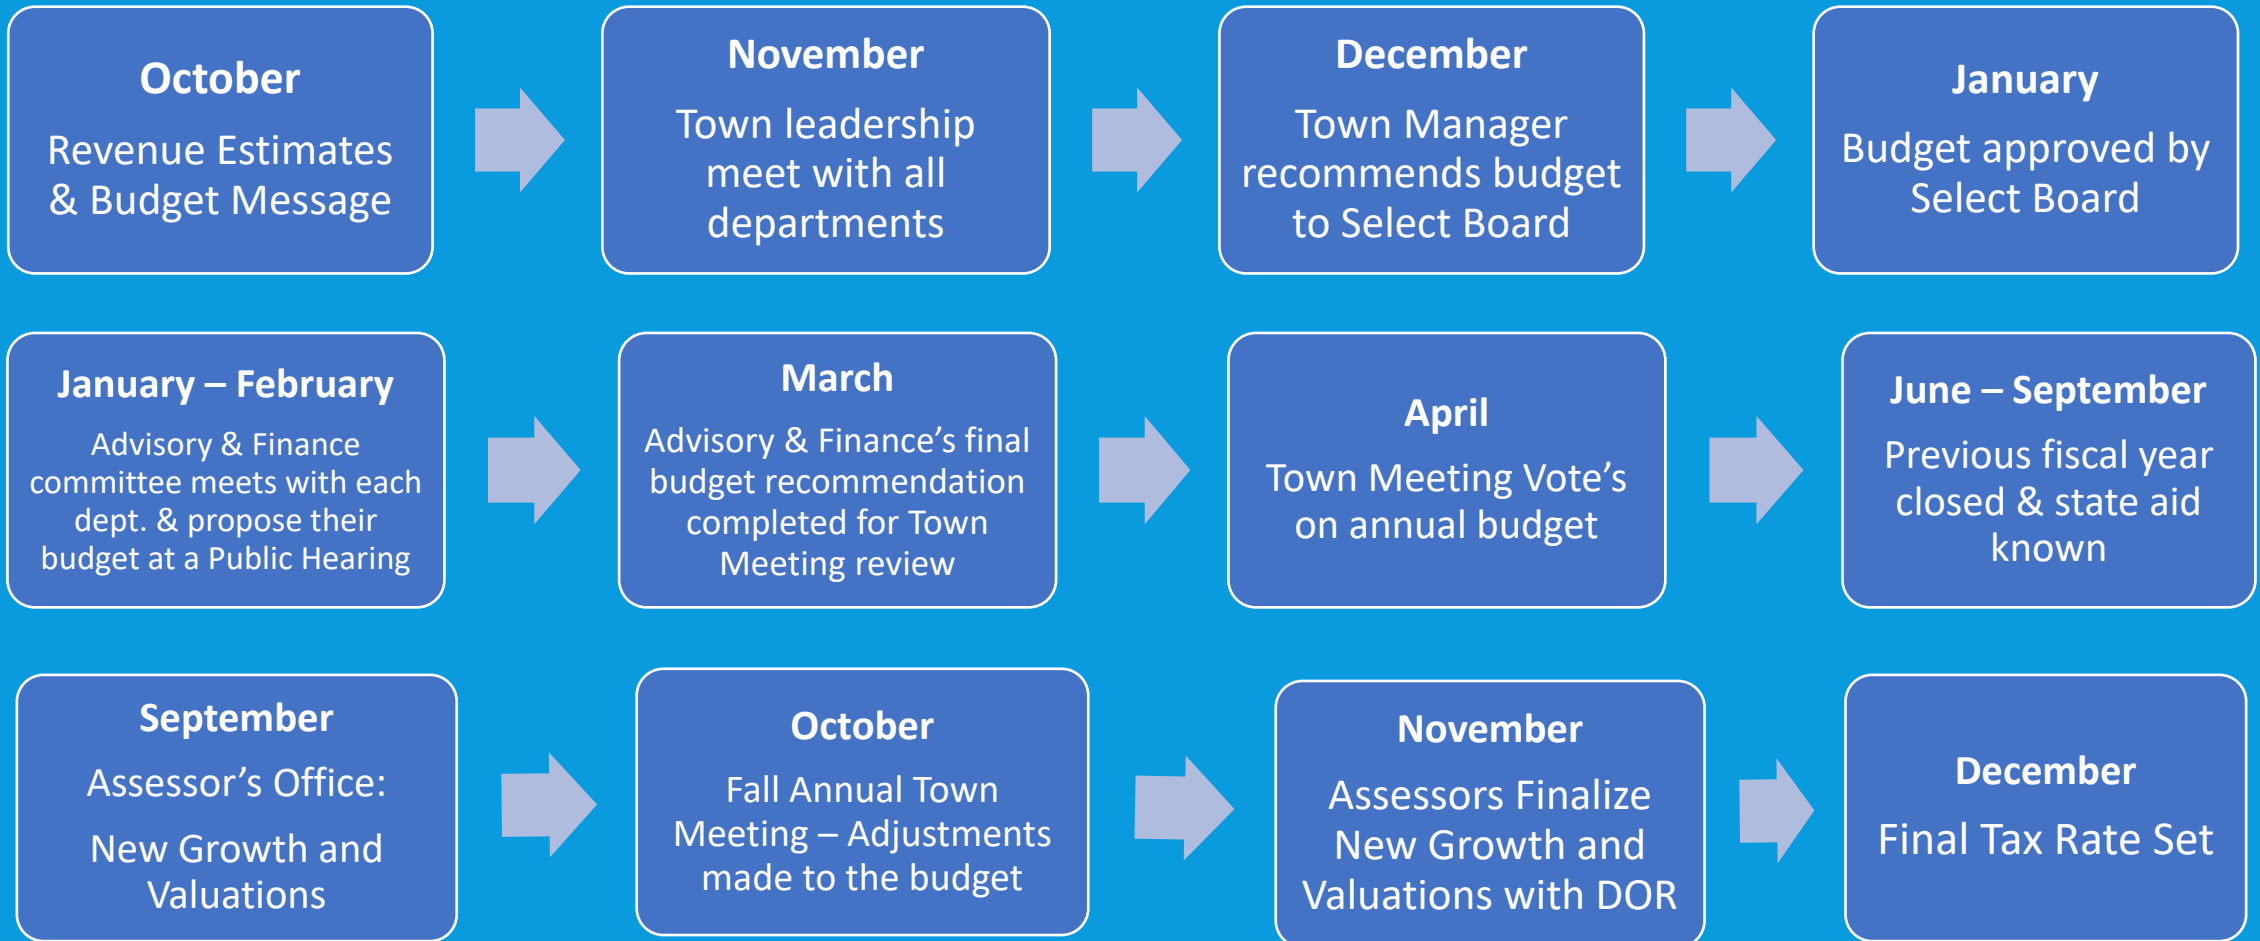 October
Revenue Estimates
& Budget Message
November
Town leadership
meet with all
departments
December
Town Manager
recommends budget
to Select Board
January
Budget approved by
Select Board
January – February
Advisory & Finance
committee meets with each
dept. & propose their
budget at a Public Hearing
March
Advisory & Finance’s final
budget recommendation
completed for Town
Meeting review
April
Town Meeting Vote’s
on annual budget
June – September
Previous fiscal year
closed & state aid
known
September
Assessor’s Office:
New Growth and
Valuations
October
Fall Annual Town
Meeting – Adjustments
made to the budget
November
Assessors Finalize
New Growth and
Valuations with DOR
December
Final Tax Rate Set